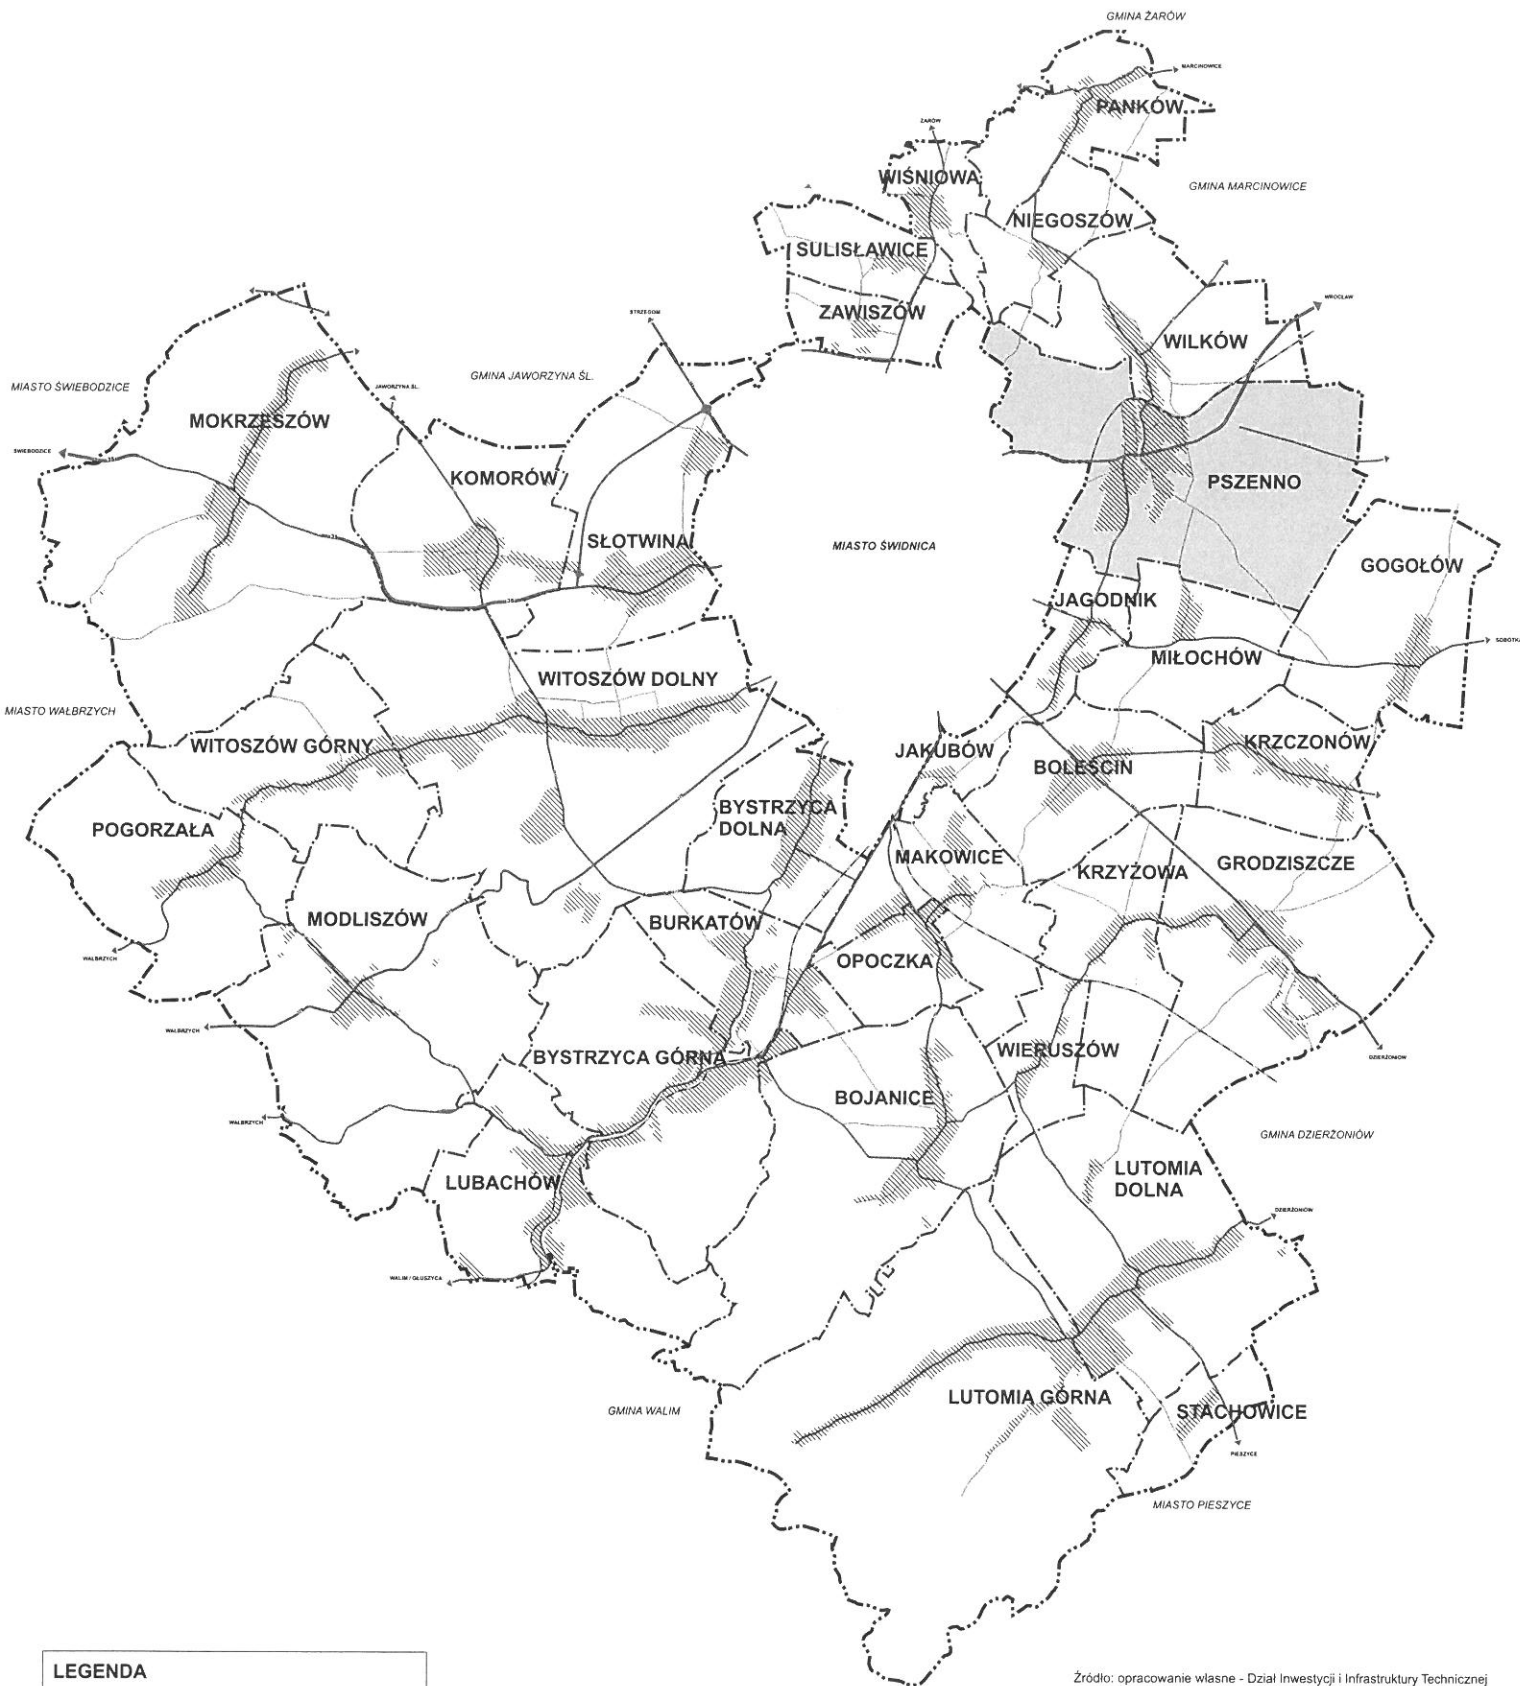 GMINA ŻARÓW
MARCINOWICE
PANKÓW
ŻARÓW
WIŚNIOWA
GMINA MARCINOWICE
NIEGOSZÓW
SULISŁAWICE
ZAWISZÓW
WROCŁAW
STRZEGOM
WILKÓW
MIASTO ŚWIEBODZICE
GMINA JAWORZYNA ŚL.
JAWORZYNA ŚL.
MOKRZESZÓW
ŚWIEBODZICE
KOMORÓW
PSZENNO
SŁOTWINA
MIASTO ŚWIDNICA
GOGOŁÓW
JAGODNIK
SOBÓTKA
MIŁOCHÓW
WITOSZÓW DOLNY
MIASTO WAŁBRZYCH
WITOSZÓW GÓRNY
JAKUBÓW
KRZCZONÓW
BOLEŚCIN
POGORZAŁA
BYSTRZYCA
DOLNA
MAKOWICE
KRZYŻOWA
GRODZISZCZE
MODLISZÓW
BURKATÓW
OPOCZKA
WAŁBRZYCH
WAŁBRZYCH
BYSTRZYCA GÓRNA
WIERUSZÓW
DZIERŻONIÓW
BOJANICE
WAŁBRZYCH
GMINA DZIERŻONIÓW
LUBACHÓW
LUTOMIA
DOLNA
DZIERŻONIÓW
WALIM / GŁUSZYCA
LUTOMIA GÓRNA
GMINA WALIM
STACHOWICE
PIESZYCE
MIASTO PIESZYCE
LEGENDA
Źródło: opracowanie własne - Dział Inwestycji i Infrastruktury Technicznej